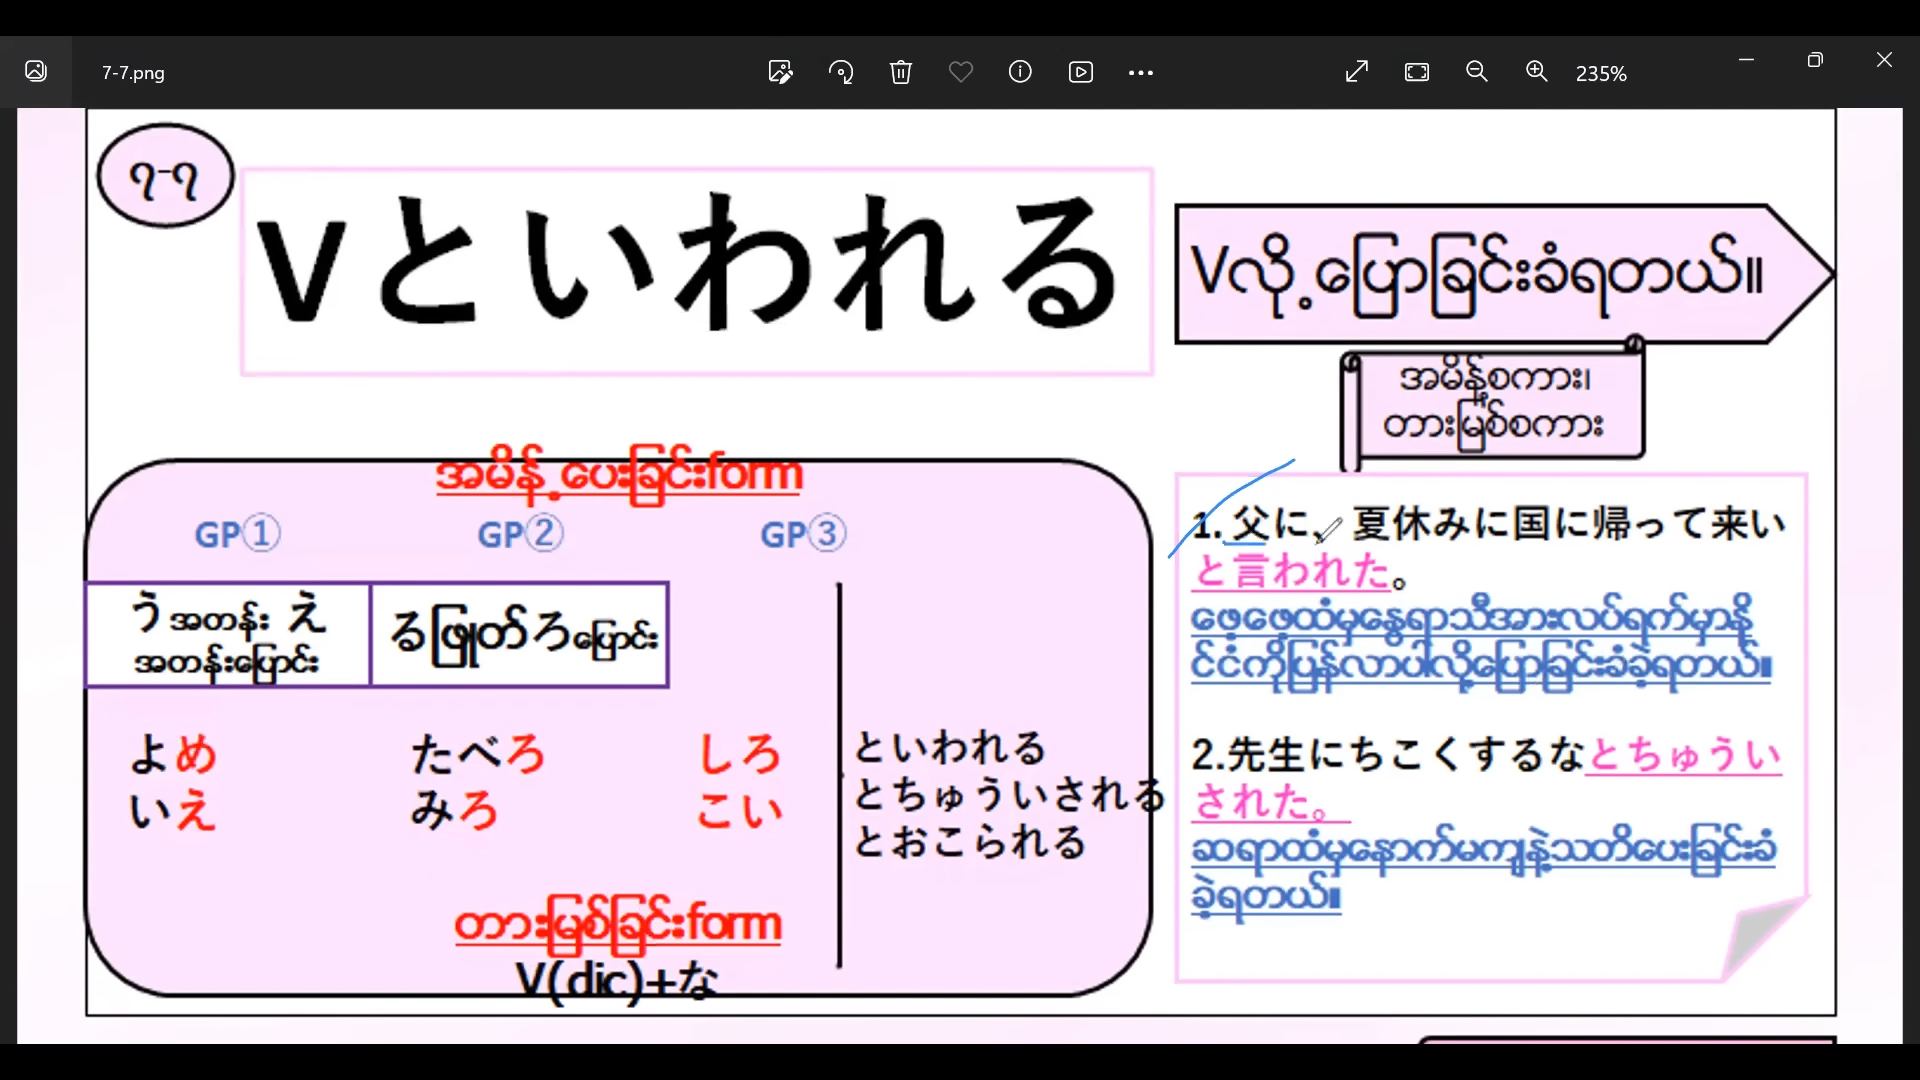 7-7.png
235%
၇-၇
Vといわれる
Vလို့ပြောခြင်းခံရတယ်။
အမိန့်စကား၊
တားမြစ်စကား
အမိန့်ပေးခြင်းform
GP① GP② GP③
う အတန်း え
အတန်းပြောင်း
る ဖြုတ် ろ ပြောင်း
よめ たべろ しろ
いえ みろ こい
といわれる
とちゅういされる
とおこられる
တားမြစ်ခြင်းform
V(dic)+な
1. 父に、夏休みに国に帰って来い
と言われた。
ဖေ့ဖေ့ထံမှနွေရာသီအားလပ်ရက်မှာနို
င်ငံကိုပြန်လာပါလို့ပြောခြင်းခံခဲ့ရတယ်။
2.先生にちこくするなとちゅうい
された。
ဆရာထံမှနောက်မကျနဲ့သတိပေးခြင်းခံ
ခဲ့ရတယ်။